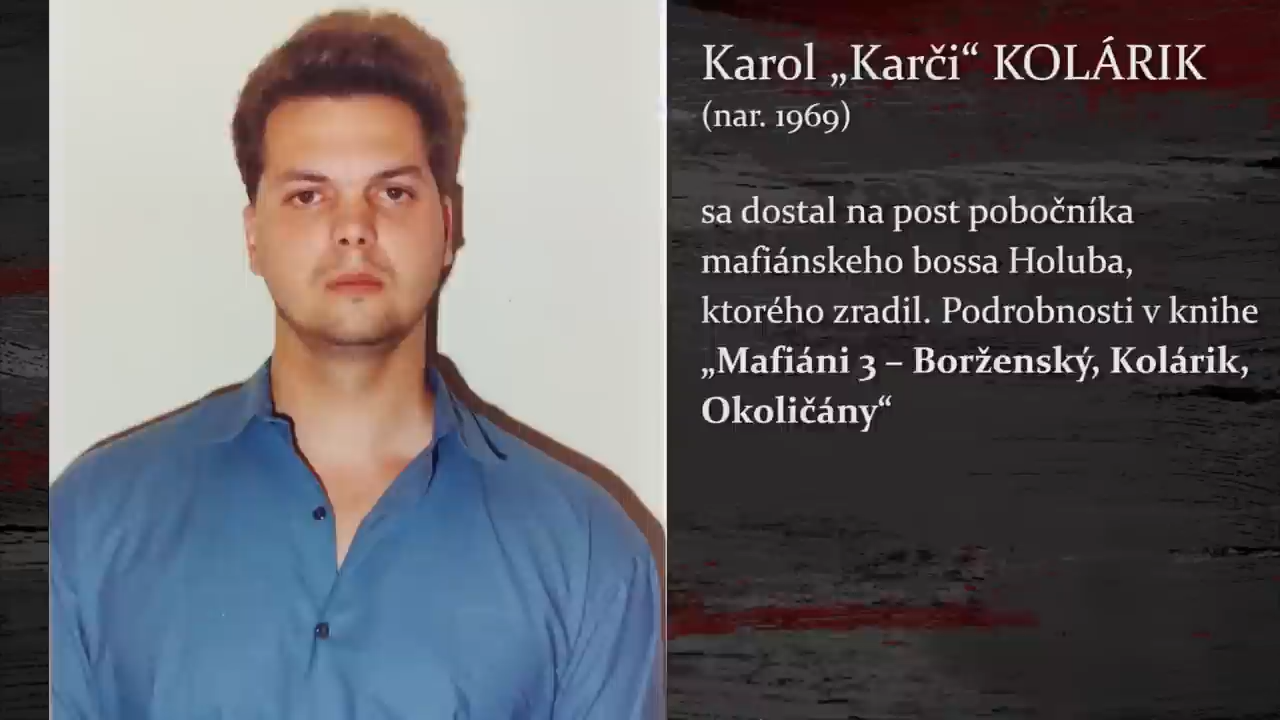 Karol „Karči“ KOLÁRIK
(nar. 1969)
sa dostal na post pobočníka
mafiánskeho bossa Holuba,
ktorého zradil. Podrobnosti v knihe
„Mafiáni 3 – Borženský, Kolárik,
Okoličány“